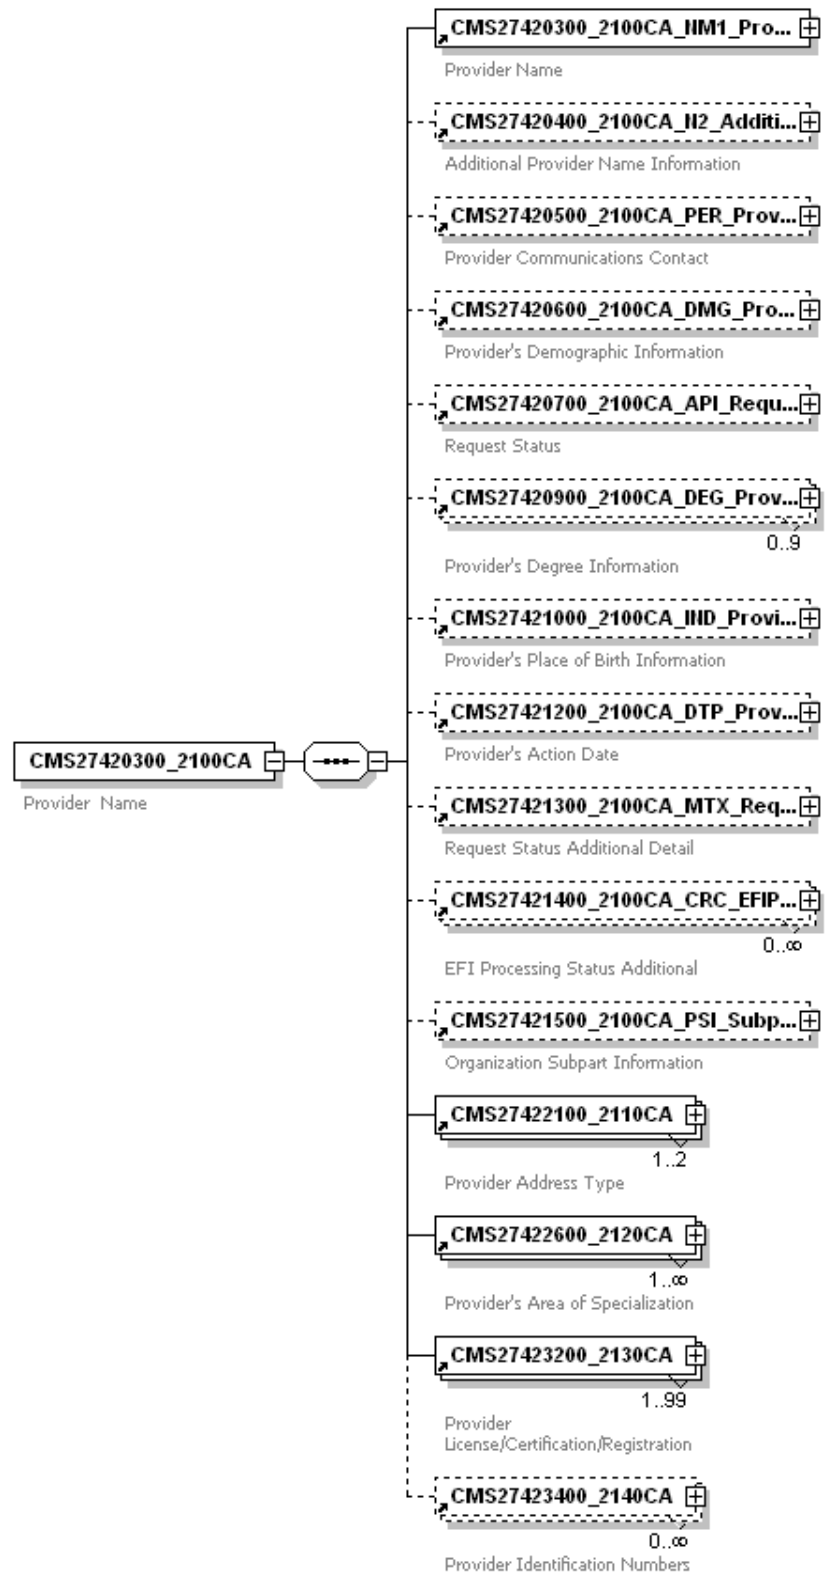 CMS27420300_2100CA_NM1_Pro...
Provider Name
CMS27420400_2100CA_N2_Additi...
Additional Provider Name Information
CMS27420500_2100CA_PER_Prov...
Provider Communications Contact
CMS27420600_2100CA_DMG_Pro...
Provider's Demographic Information
CMS27420700_2100CA_API_Requ...
Request Status
CMS27420900_2100CA_DEG_Prov...
0..9
Provider's Degree Information
CMS27421000_2100CA_IND_Provi...
Provider's Place of Birth Information
CMS27421200_2100CA_DTP_Prov...
Provider's Action Date
CMS27420300_2100CA
Provider Name
CMS27421300_2100CA_MTX_Req...
Request Status Additional Detail
CMS27421400_2100CA_CRC_EFIP...
0..∞
EFI Processing Status Additional
CMS27421500_2100CA_PSI_Subp...
Organization Subpart Information
CMS27422100_2110CA
1..2
Provider Address Type
CMS27422600_2120CA
1..∞
Provider's Area of Specialization
CMS27423200_2130CA
1..99
Provider
License/Certification/Registration
CMS27423400_2140CA
0..∞
Provider Identification Numbers